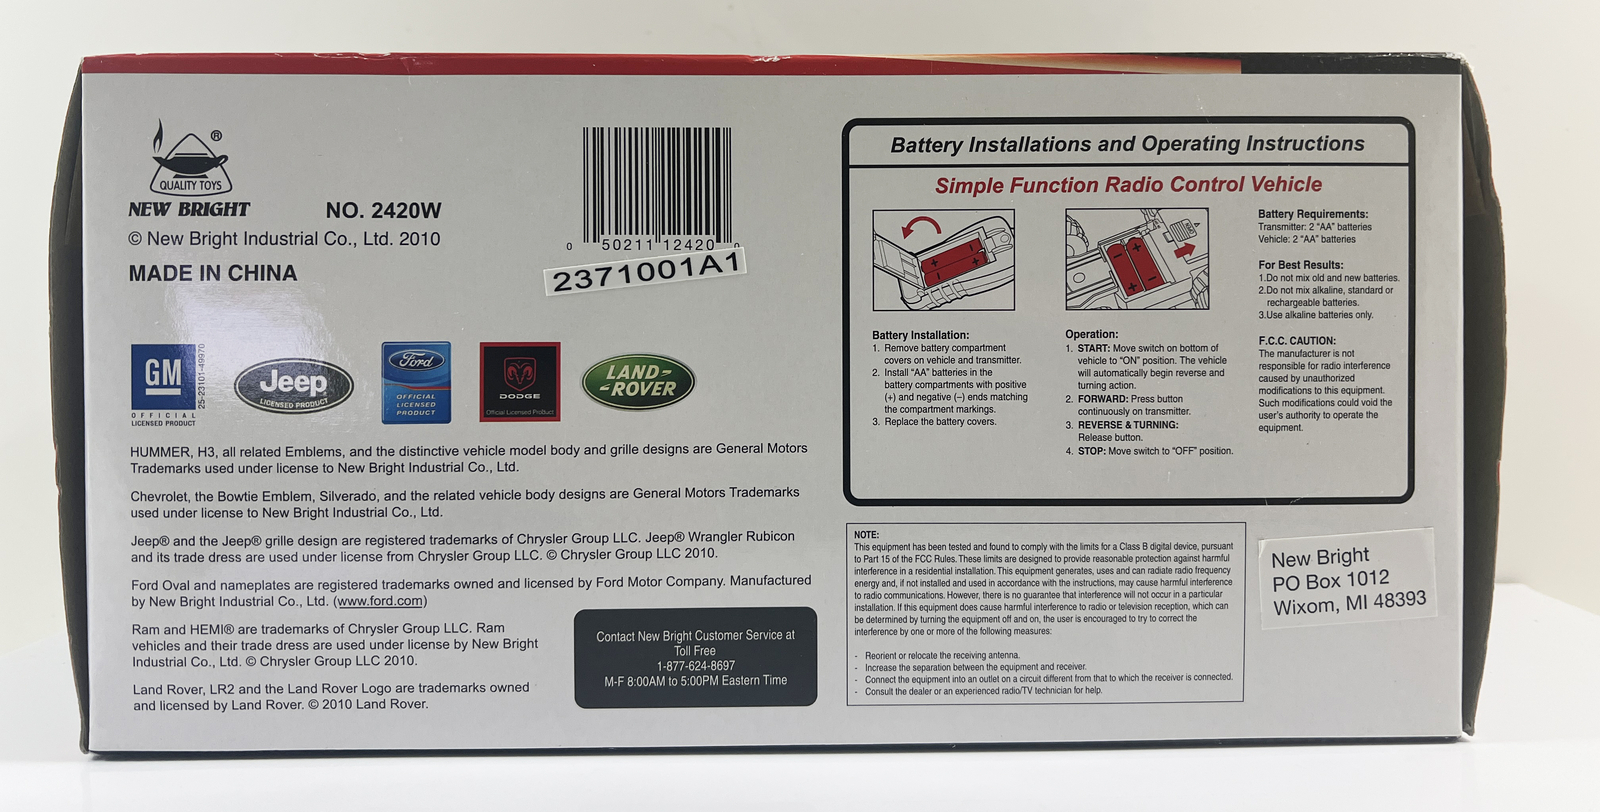 ®
QUALITY TOYS
NEW BRIGHT
NO. 2420W
© New Bright Industrial Co., Ltd. 2010
MADE IN CHINA
0 50211 12420 0
2371001A1
GM
OFFICIAL
LICENSED PRODUCT
25-23101-49970
Jeep
LICENSED PRODUCT
Ford
OFFICIAL
LICENSED
PRODUCT
DODGE
Official Licensed Product
LAND-
-ROVER
HUMMER, H3, all related Emblems, and the distinctive vehicle model body and grille designs are General Motors
Trademarks used under license to New Bright Industrial Co., Ltd.
Chevrolet, the Bowtie Emblem, Silverado, and the related vehicle body designs are General Motors Trademarks
used under license to New Bright Industrial Co., Ltd.
Jeep® and the Jeep® grille design are registered trademarks of Chrysler Group LLC. Jeep® Wrangler Rubicon
and its trade dress are used under license from Chrysler Group LLC. © Chrysler Group LLC 2010.
Ford Oval and nameplates are registered trademarks owned and licensed by Ford Motor Company. Manufactured
by New Bright Industrial Co., Ltd. (www.ford.com)
Ram and HEMI® are trademarks of Chrysler Group LLC. Ram
vehicles and their trade dress are used under license by New Bright
Industrial Co., Ltd. © Chrysler Group LLC 2010.
Land Rover, LR2 and the Land Rover Logo are trademarks owned
and licensed by Land Rover. © 2010 Land Rover.
Contact New Bright Customer Service at
Toll Free
1-877-624-8697
M-F 8:00AM to 5:00PM Eastern Time
Battery Installations and Operating Instructions
Simple Function Radio Control Vehicle
Battery Installation:
1. Remove battery compartment
covers on vehicle and transmitter.
2. Install “AA” batteries in the
battery compartments with positive
(+) and negative (–) ends matching
the compartment markings.
3. Replace the battery covers.
Operation:
1. START: Move switch on bottom of
vehicle to “ON” position. The vehicle
will automatically begin reverse and
turning action.
2. FORWARD: Press button
continuously on transmitter.
3. REVERSE & TURNING:
Release button.
4. STOP: Move switch to “OFF” position.
Battery Requirements:
Transmitter: 2 “AA” batteries
Vehicle: 2 “AA” batteries
For Best Results:
1.Do not mix old and new batteries.
2.Do not mix alkaline, standard or
rechargeable batteries.
3.Use alkaline batteries only.
F.C.C. CAUTION:
The manufacturer is not
responsible for radio interference
caused by unauthorized
modifications to this equipment.
Such modifications could void the
user’s authority to operate the
equipment.
NOTE:
This equipment has been tested and found to comply with the limits for a Class B digital device, pursuant
to Part 15 of the FCC Rules. These limits are designed to provide reasonable protection against harmful
interference in a residential installation. This equipment generates, uses and can radiate radio frequency
energy and, if not installed and used in accordance with the instructions, may cause harmful interference
to radio communications. However, there is no guarantee that interference will not occur in a particular
installation. If this equipment does cause harmful interference to radio or television reception, which can
be determined by turning the equipment off and on, the user is encouraged to try to correct the
interference by one or more of the following measures:
- Reorient or relocate the receiving antenna.
- Increase the separation between the equipment and receiver.
- Connect the equipment into an outlet on a circuit different from that to which the receiver is connected.
- Consult the dealer or an experienced radio/TV technician for help.
New Bright
PO Box 1012
Wixom, MI 48393